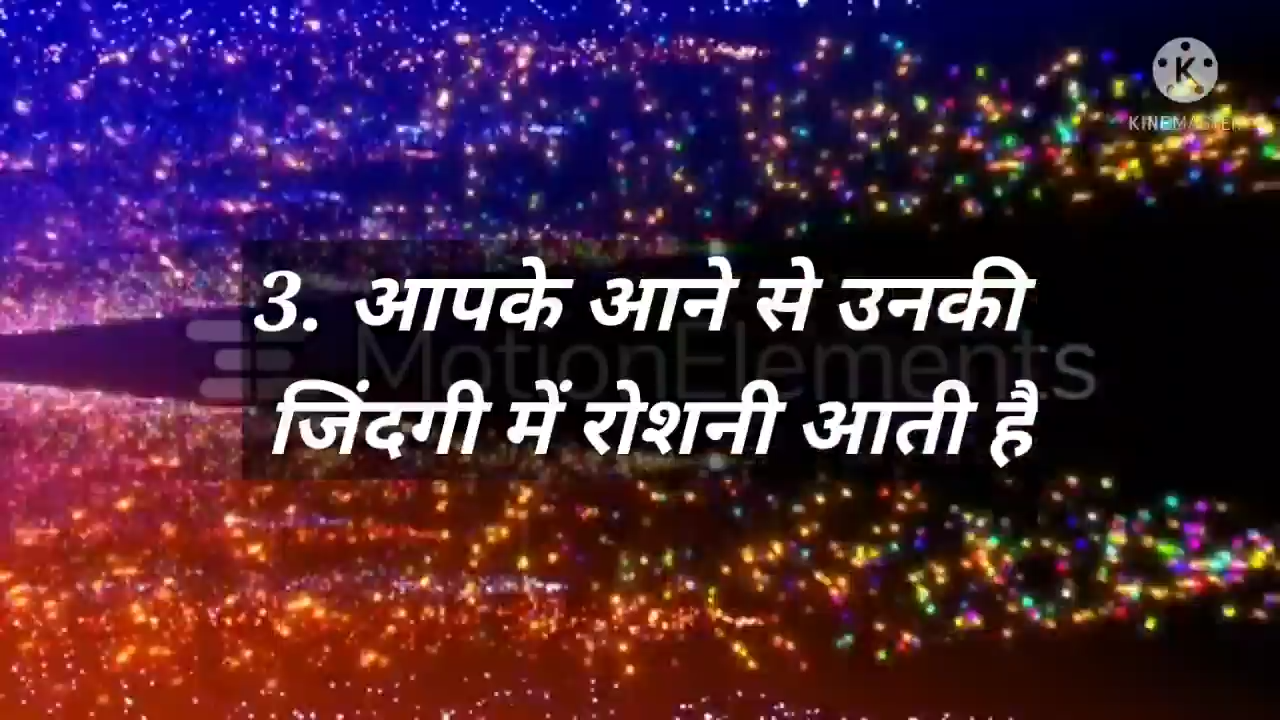 KINEMASTER
3. आपके आने से उनकी
MotionElements
जिंदगी में रोशनी आती है